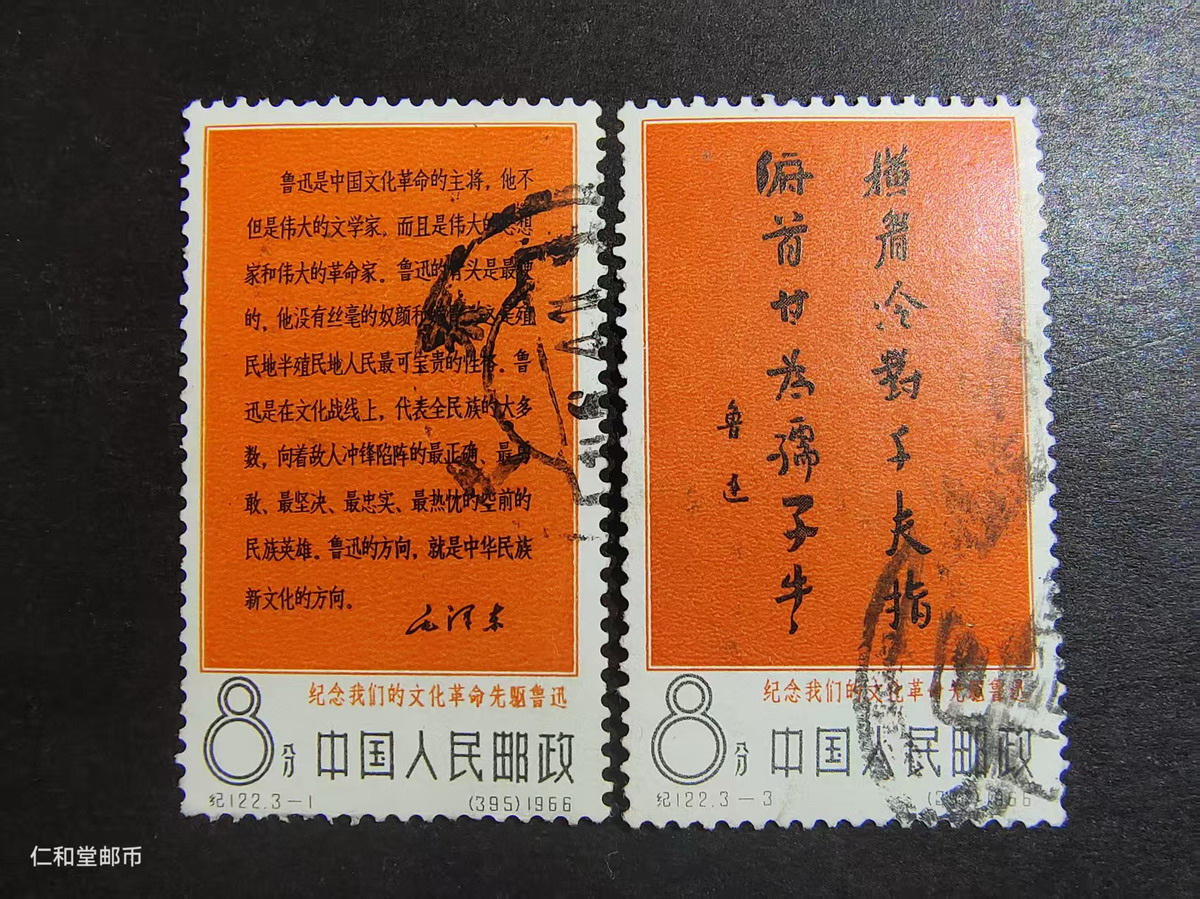 鲁迅是中国文化革命的主将，他不
但是伟大的文学家，而且是伟大的思想
家和伟大的革命家。鲁迅的骨头是最硬
的，他没有丝毫的奴颜和是殖
民地半殖民地人民最可宝贵的性格。鲁
迅是在文化战线上，代表全民族的大多
数，向着敌人冲锋陷阵的最正确、最勇
敢、最坚决、最忠实、最热忱的空前的
民族英雄。鲁迅的方向，就是中华民族
新文化的方向。
毛泽东
纪念我们的文化革命先驱鲁迅
8分 中国人民邮政
纪122.3-1 (395)1966
橫眉冷對千夫指
俯首甘为孺子牛
鲁迅
纪念我们的文化革命先驱鲁迅
8分 中国人民邮政
纪122.3-3 1966
仁和堂邮币